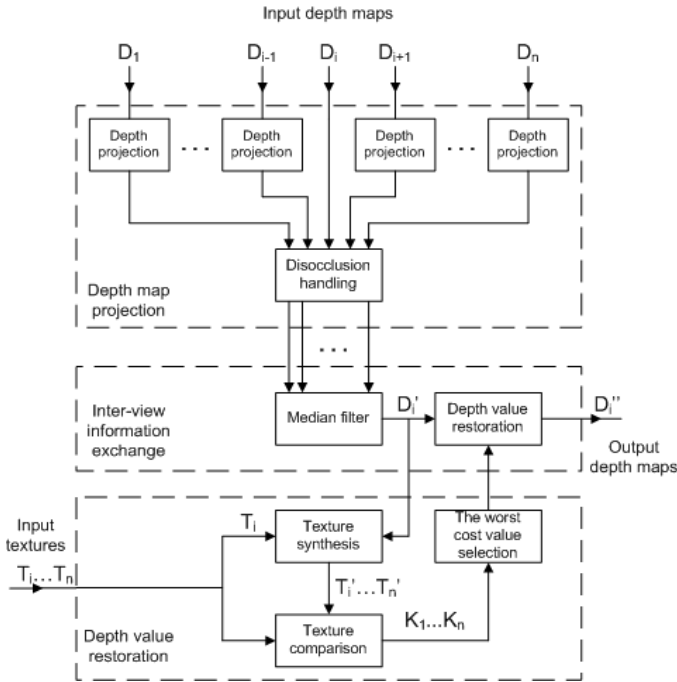 Input depth maps
D1 Di-1 Di Di+1 Dn
Depth projection
...
Depth projection
Depth projection
...
Depth projection
Disocclusion handling
Depth map projection
...
Inter-view information exchange
Median filter
Di'
Depth value restoration
Di''
Output depth maps
Input textures
Ti...Tn
Ti
Texture synthesis
The worst cost value selection
Ti'...Tn'
Texture comparison
K1...Kn
Depth value restoration